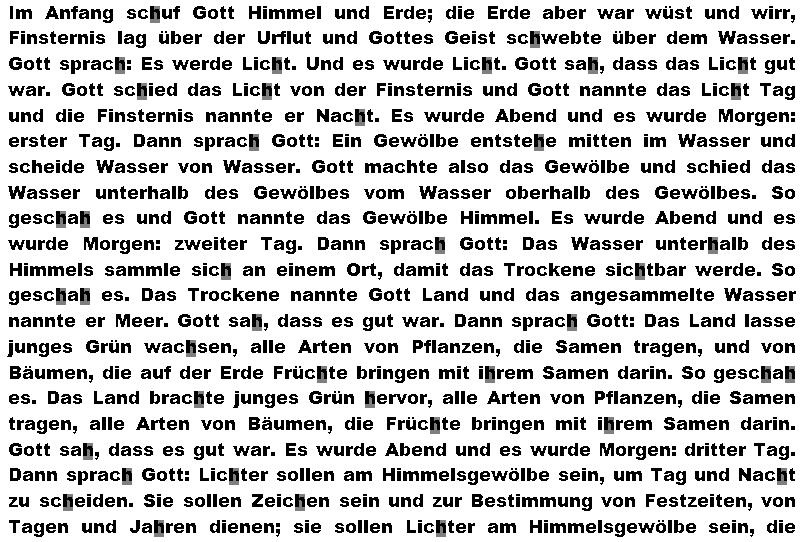 Im Anfang schuf Gott Himmel und Erde; die Erde aber war wüst und wirr,
Finsternis lag über der Urflut und Gottes Geist schwebte über dem Wasser.
Gott sprach: Es werde Licht. Und es wurde Licht. Gott sah, dass das Licht gut
war. Gott schied das Licht von der Finsternis und Gott nannte das Licht Tag
und die Finsternis nannte er Nacht. Es wurde Abend und es wurde Morgen:
erster Tag. Dann sprach Gott: Ein Gewölbe entstehe mitten im Wasser und
scheide Wasser von Wasser. Gott machte also das Gewölbe und schied das
Wasser unterhalb des Gewölbes vom Wasser oberhalb des Gewölbes. So
geschah es und Gott nannte das Gewölbe Himmel. Es wurde Abend und es
wurde Morgen: zweiter Tag. Dann sprach Gott: Das Wasser unterhalb des
Himmels sammle sich an einem Ort, damit das Trockene sichtbar werde. So
geschah es. Das Trockene nannte Gott Land und das angesammelte Wasser
nannte er Meer. Gott sah, dass es gut war. Dann sprach Gott: Das Land lasse
junges Grün wachsen, alle Arten von Pflanzen, die Samen tragen, und von
Bäumen, die auf der Erde Früchte bringen mit ihrem Samen darin. So geschah
es. Das Land brachte junges Grün hervor, alle Arten von Pflanzen, die Samen
tragen, alle Arten von Bäumen, die Früchte bringen mit ihrem Samen darin.
Gott sah, dass es gut war. Es wurde Abend und es wurde Morgen: dritter Tag.
Dann sprach Gott: Lichter sollen am Himmelsgewölbe sein, um Tag und Nacht
zu scheiden. Sie sollen Zeichen sein und zur Bestimmung von Festzeiten, von
Tagen und Jahren dienen; sie sollen Lichter am Himmelsgewölbe sein, die